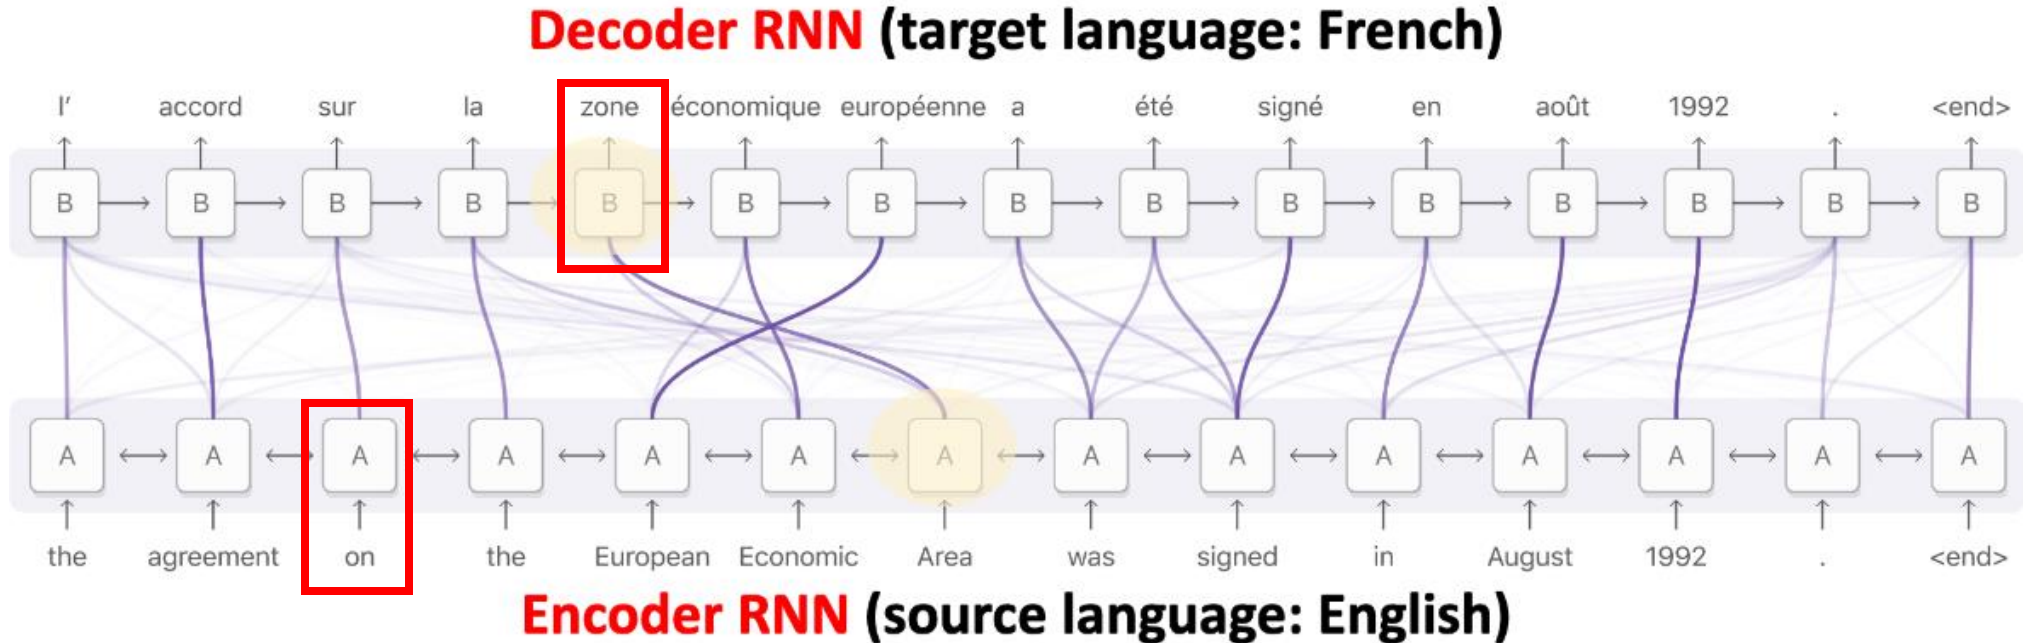 Decoder RNN (target language: French)
l' accord sur la zone économique européenne a été signé en août 1992 . <end>
B B B B B B B B B B B B B B B
A A A A A A A A A A A A A A
the agreement on the European Economic Area was signed in August 1992 . <end>
Encoder RNN (source language: English)